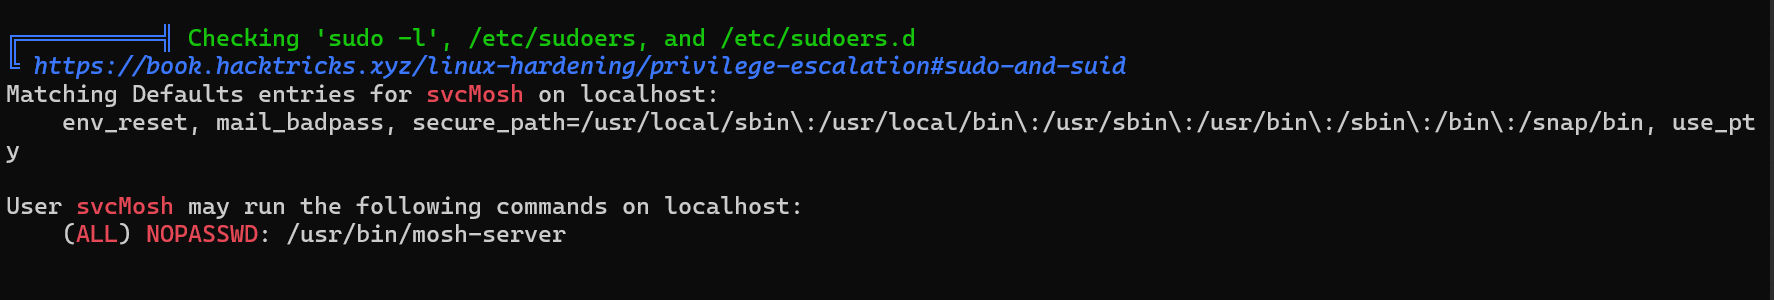 ╔══════════╣ Checking 'sudo -l', /etc/sudoers, and /etc/sudoers.d
╚ https://book.hacktricks.xyz/linux-hardening/privilege-escalation#sudo-and-suid
Matching Defaults entries for svcMosh on localhost:
    env_reset, mail_badpass, secure_path=/usr/local/sbin\:/usr/local/bin\:/usr/sbin\:/usr/bin\:/sbin\:/bin\:/snap/bin, use_pt
y
User svcMosh may run the following commands on localhost:
    (ALL) NOPASSWD: /usr/bin/mosh-server